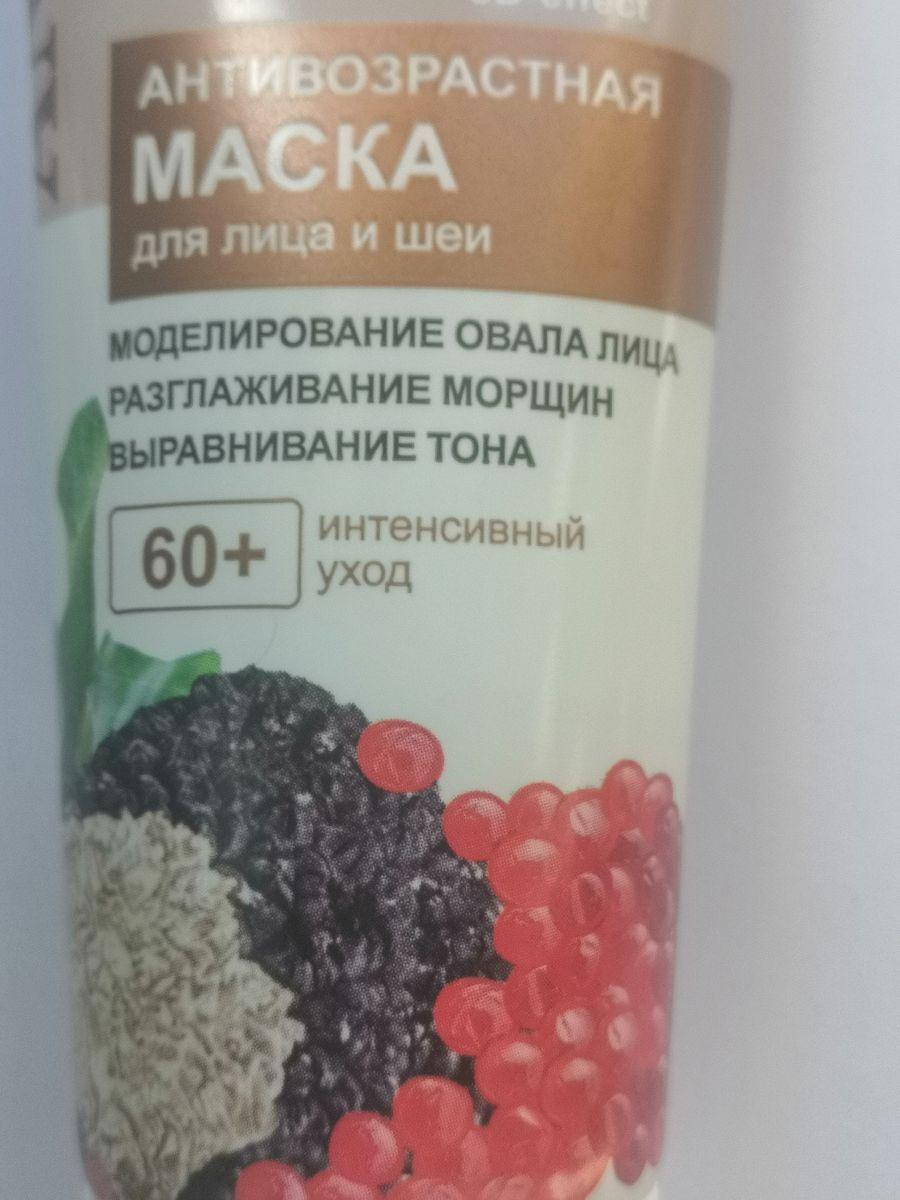 АНТИВОЗРАСТНАЯ
МАСКА
для лица и шеи
МОДЕЛИРОВАНИЕ ОВАЛА ЛИЦА
РАЗГЛАЖИВАНИЕ МОРЩИН
ВЫРАВНИВАНИЕ ТОНА
60+
интенсивный
уход